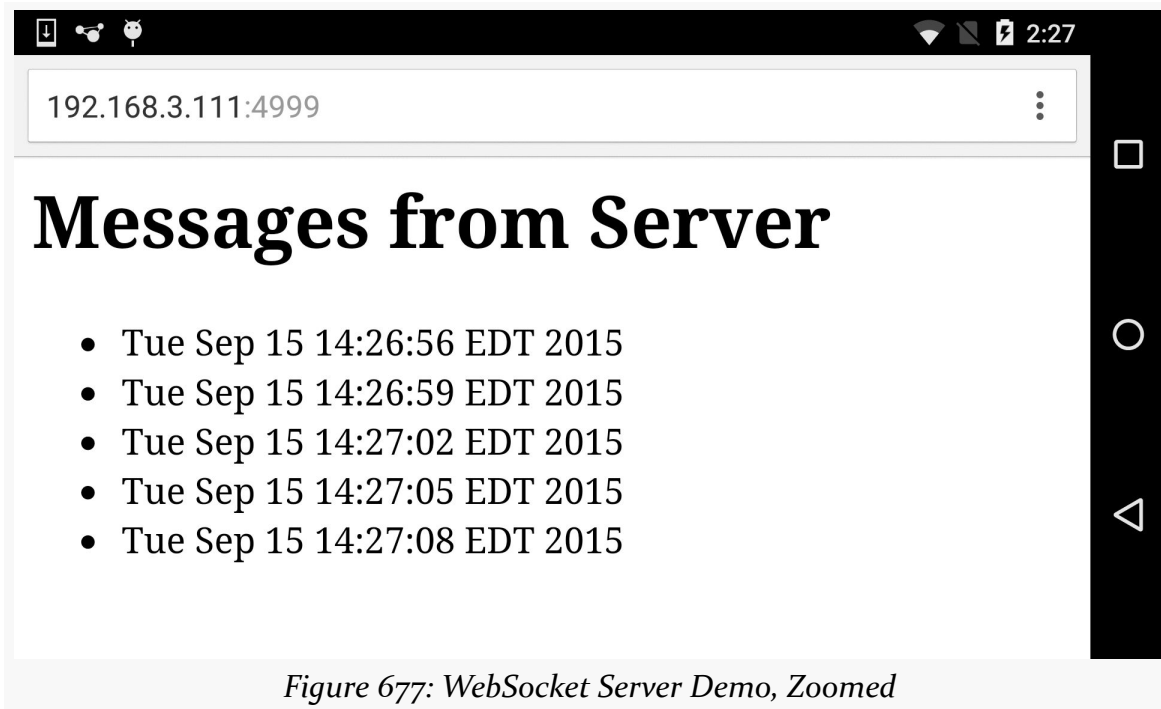 2:27
192.168.3.111:4999
Messages from Server
• Tue Sep 15 14:26:56 EDT 2015
• Tue Sep 15 14:26:59 EDT 2015
• Tue Sep 15 14:27:02 EDT 2015
• Tue Sep 15 14:27:05 EDT 2015
• Tue Sep 15 14:27:08 EDT 2015
Figure 677: WebSocket Server Demo, Zoomed